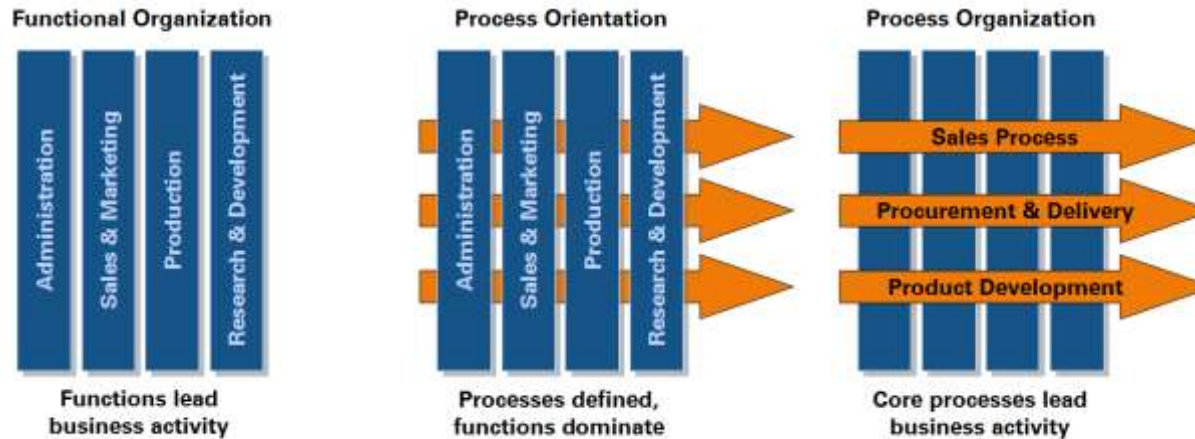 Functional Organization
Administration
Sales & Marketing
Production
Research & Development
Functions lead
business activity
Process Orientation
Administration
Sales & Marketing
Production
Research & Development
Processes defined,
functions dominate
Process Organization
Sales Process
Procurement & Delivery
Product Development
Core processes lead
business activity